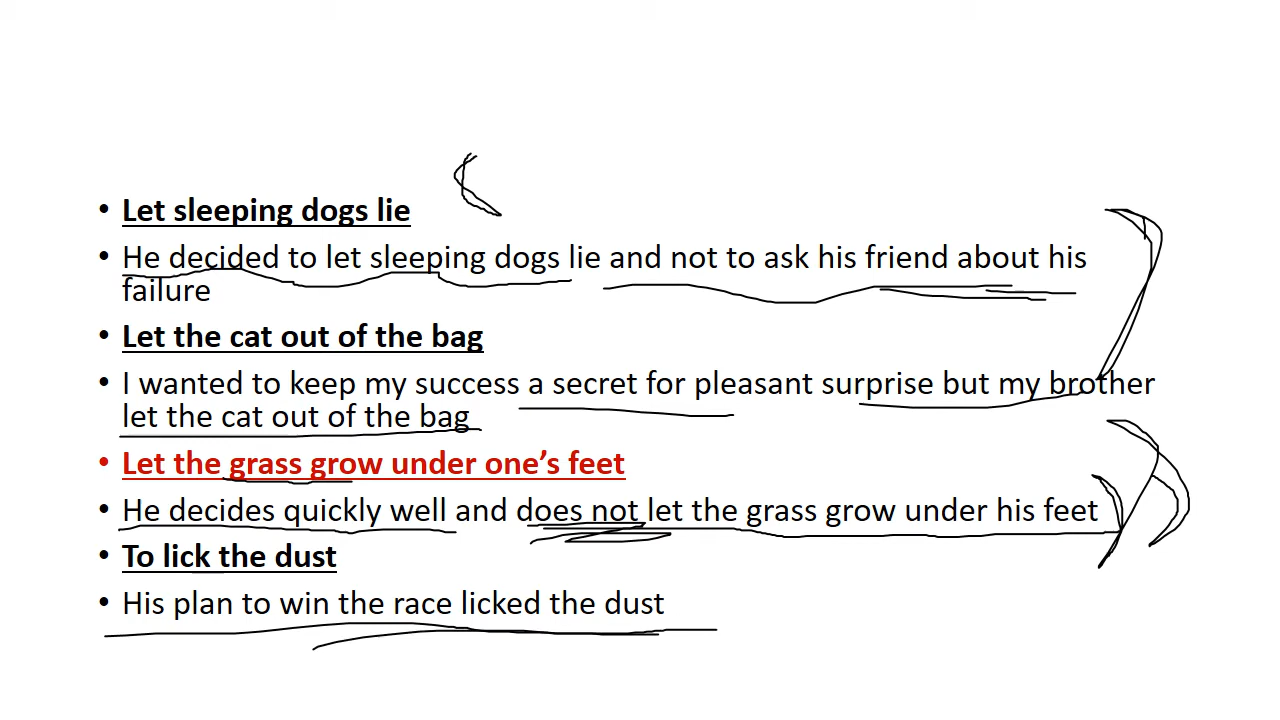 • Let sleeping dogs lie
• He decided to let sleeping dogs lie and not to ask his friend about his
failure
• Let the cat out of the bag
• I wanted to keep my success a secret for pleasant surprise but my brother
let the cat out of the bag
• Let the grass grow under one’s feet
• He decides quickly well and does not let the grass grow under his feet
• To lick the dust
• His plan to win the race licked the dust